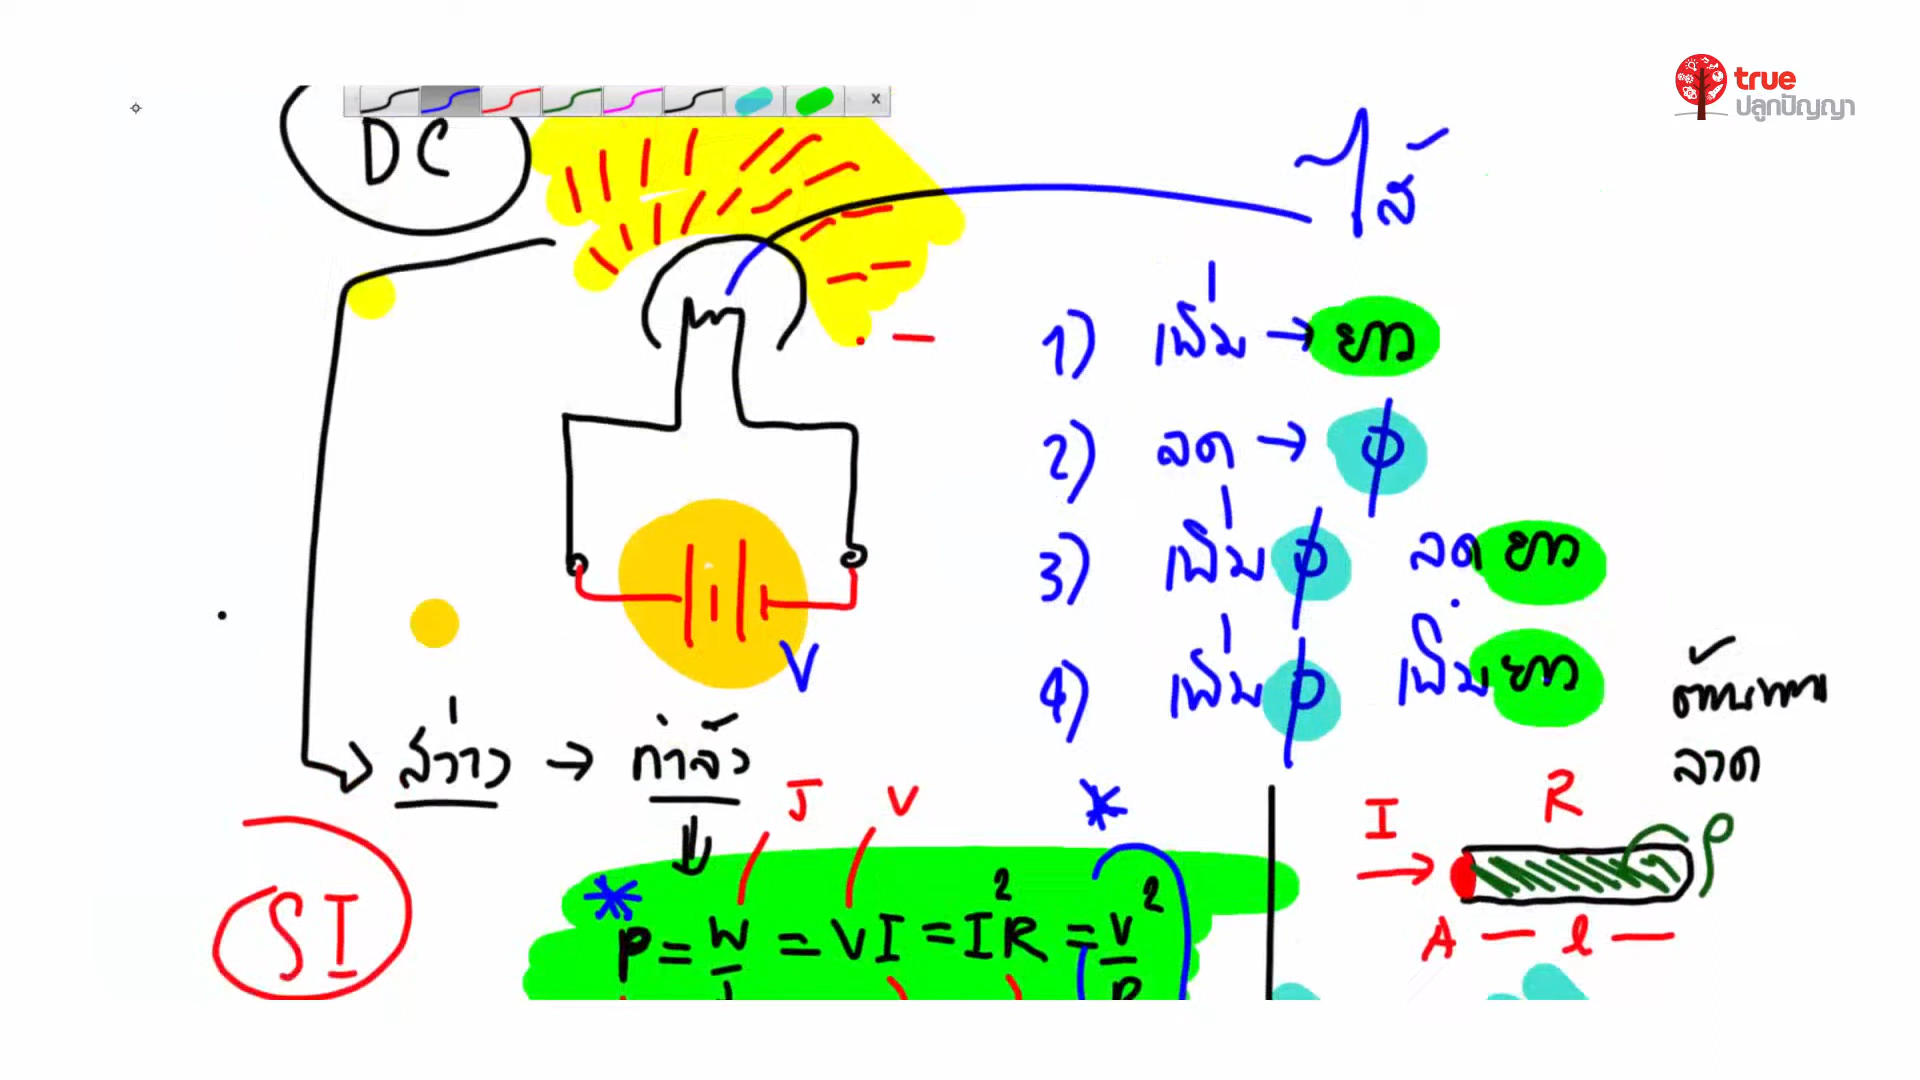 true
ปลูกปัญญา
x
DC
ไส้
1) เพิ่ม → ยาว
2) ลด → ϕ
3) เพิ่ม ϕ ลด ยาว
4) เพิ่ม ϕ เพิ่ม ยาว
V
ต้านทาน
ลวด
สว่าง → กำลัง
J V * I R ρ
SI
* P = W = VI = I²R = V²
R
A l